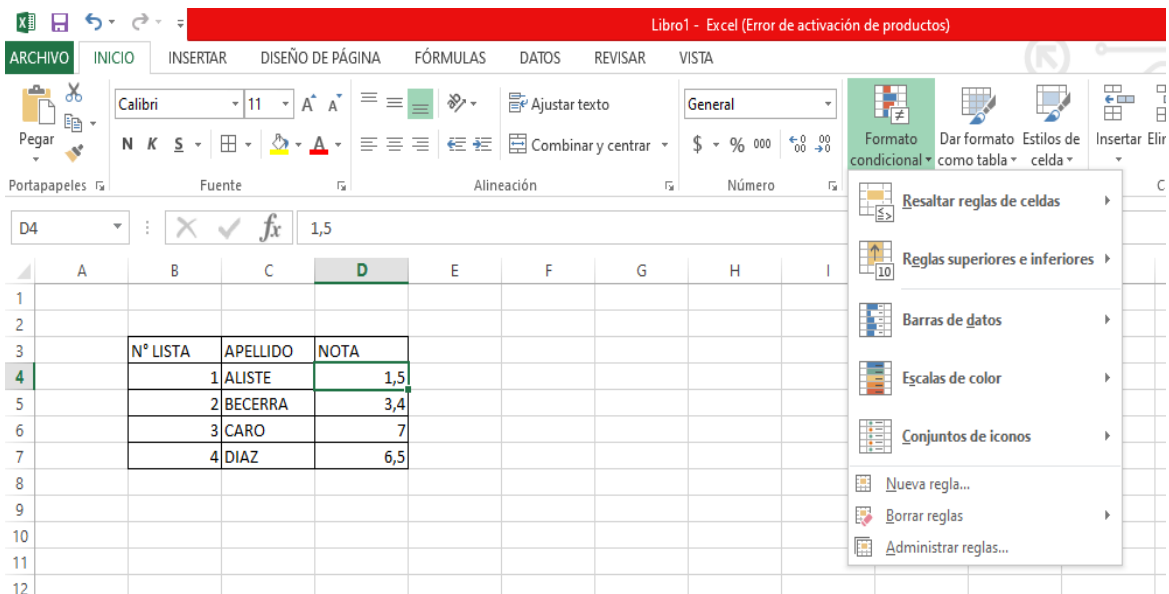 Libro1 - Excel (Error de activación de productos)
ARCHIVO INICIO INSERTAR DISEÑO DE PÁGINA FÓRMULAS DATOS REVISAR VISTA
Calibri 11 Ajustar texto General
Pegar N K S A Combinar y centrar $ % 000
Formato condicional
Dar formato como tabla
Estilos de celda
Insertar
Portapapeles Fuente Alineación Número
Resaltar reglas de celdas
Reglas superiores e inferiores
Barras de datos
Escalas de color
Conjuntos de iconos
Nueva regla...
Borrar reglas
Administrar reglas...
D4 fx 1,5
A B C D E F G H I
1
2
3 N° LISTA APELLIDO NOTA
4 1 ALISTE 1,5
5 2 BECERRA 3,4
6 3 CARO 7
7 4 DIAZ 6,5
8
9
10
11
12